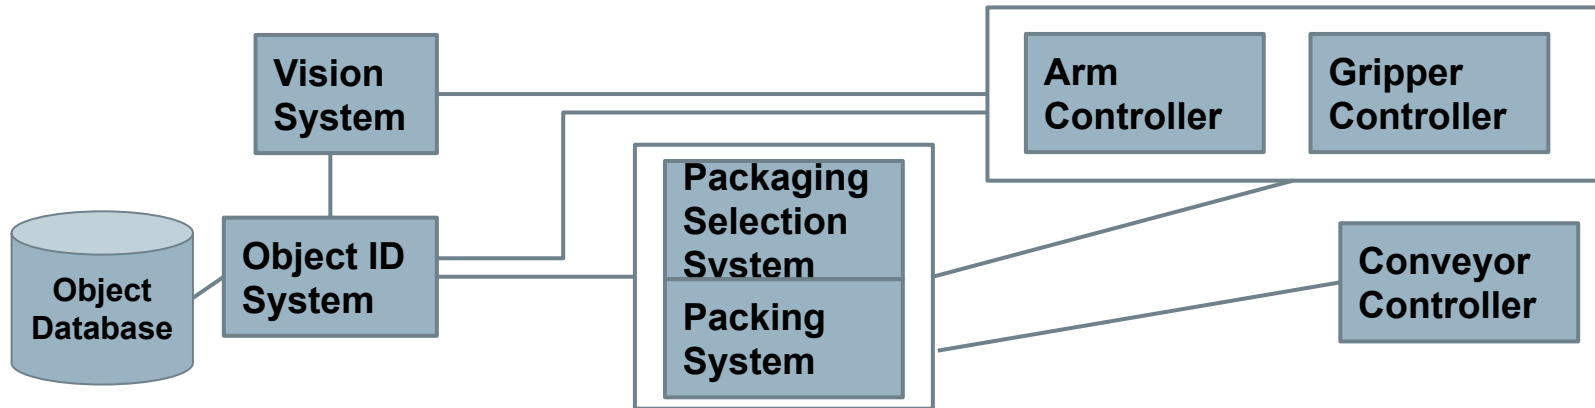 Vision
System
Arm
Controller
Gripper
Controller
Packaging
Selection
System
Object ID
System
Conveyor
Controller
Object
Database
Packing
System